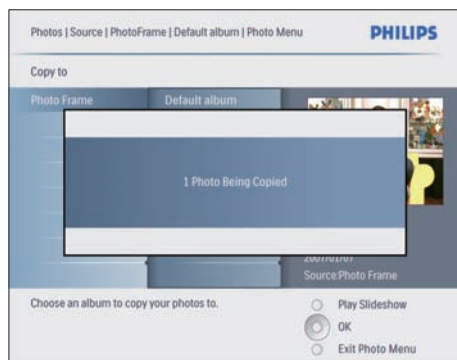 Photos | Source | PhotoFrame | Default album | Photo Menu
PHILIPS
Copy to
Photo Frame
Default album
1 Photo Being Copied
2007/01/07
Source:Photo Frame
Choose an album to copy your photos to.
Play Slideshow
OK
Exit Photo Menu